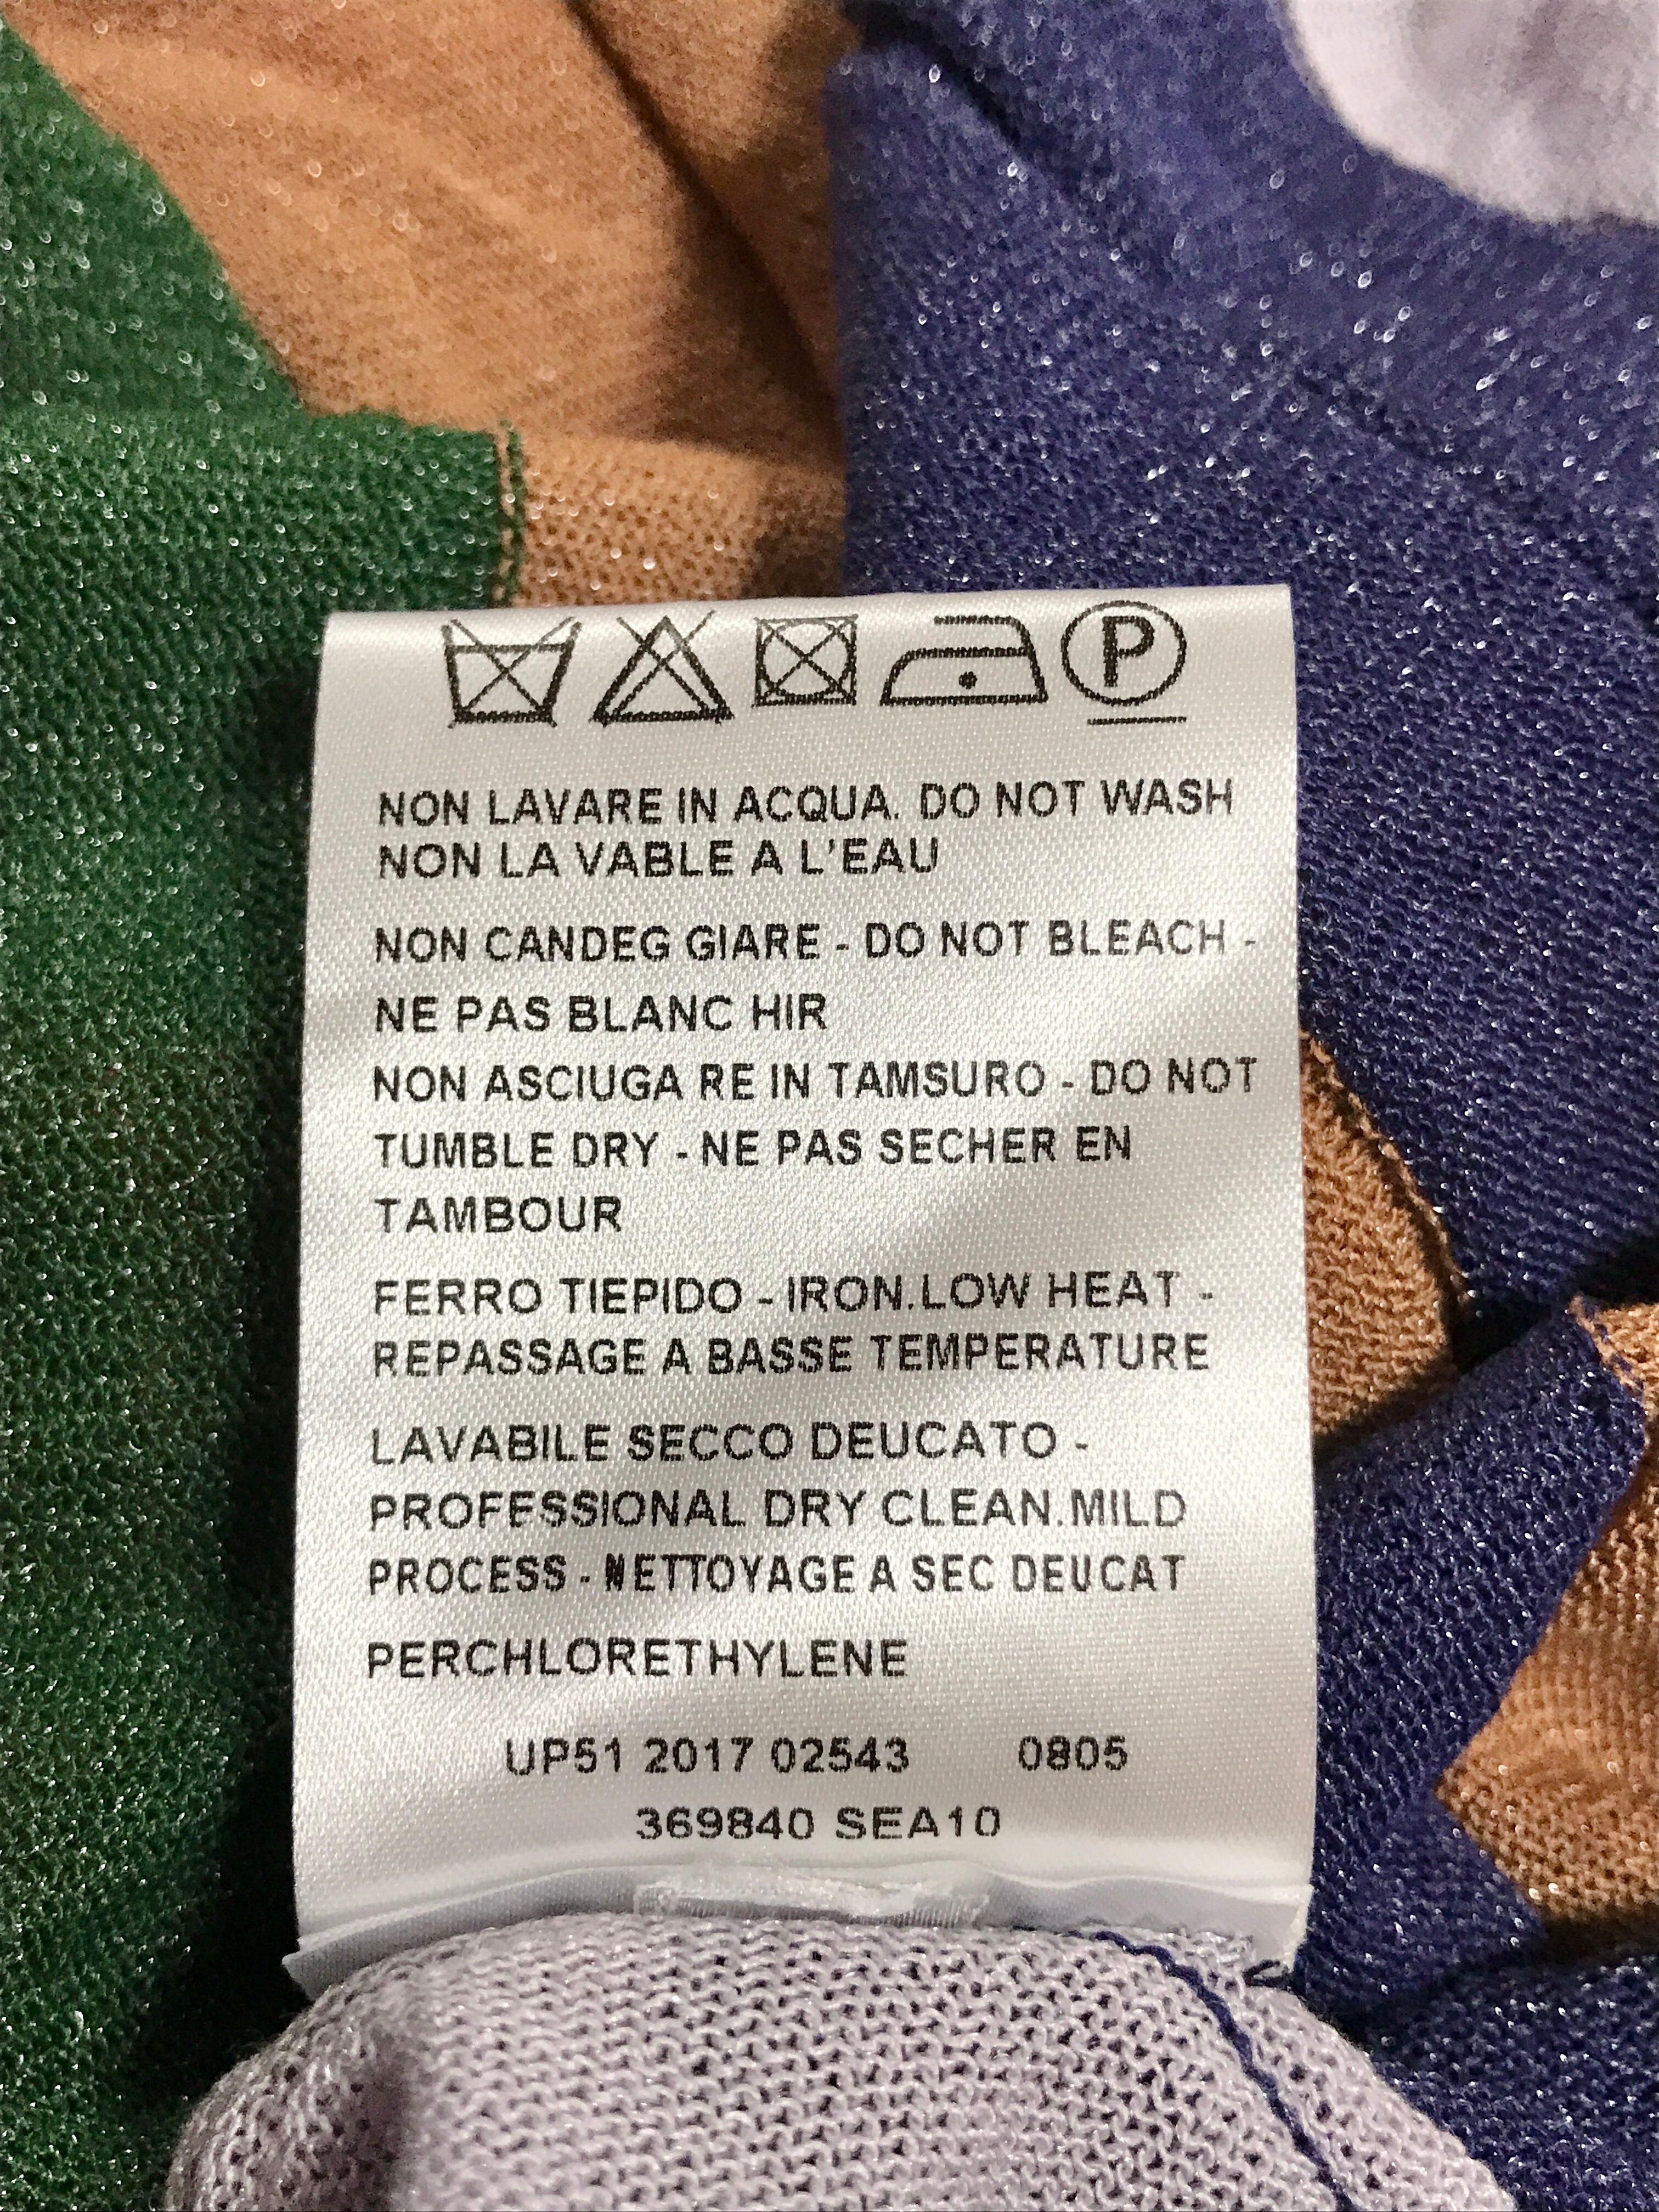 P
NON LAVARE IN ACQUA. DO NOT WASH
NON LA VABLE A L'EAU
NON CANDEG GIARE - DO NOT BLEACH -
NE PAS BLANC HIR
NON ASCIUGA RE IN TAMSURO - DO NOT
TUMBLE DRY - NE PAS SECHER EN
TAMBOUR
FERRO TIEPIDO - IRON.LOW HEAT -
REPASSAGE A BASSE TEMPERATURE
LAVABILE SECCO DEUCATO -
PROFESSIONAL DRY CLEAN.MILD
PROCESS - NETTOYAGE A SEC DEUCAT
PERCHLORETHYLENE
UP51 2017 02543 0805
369840 SEA10